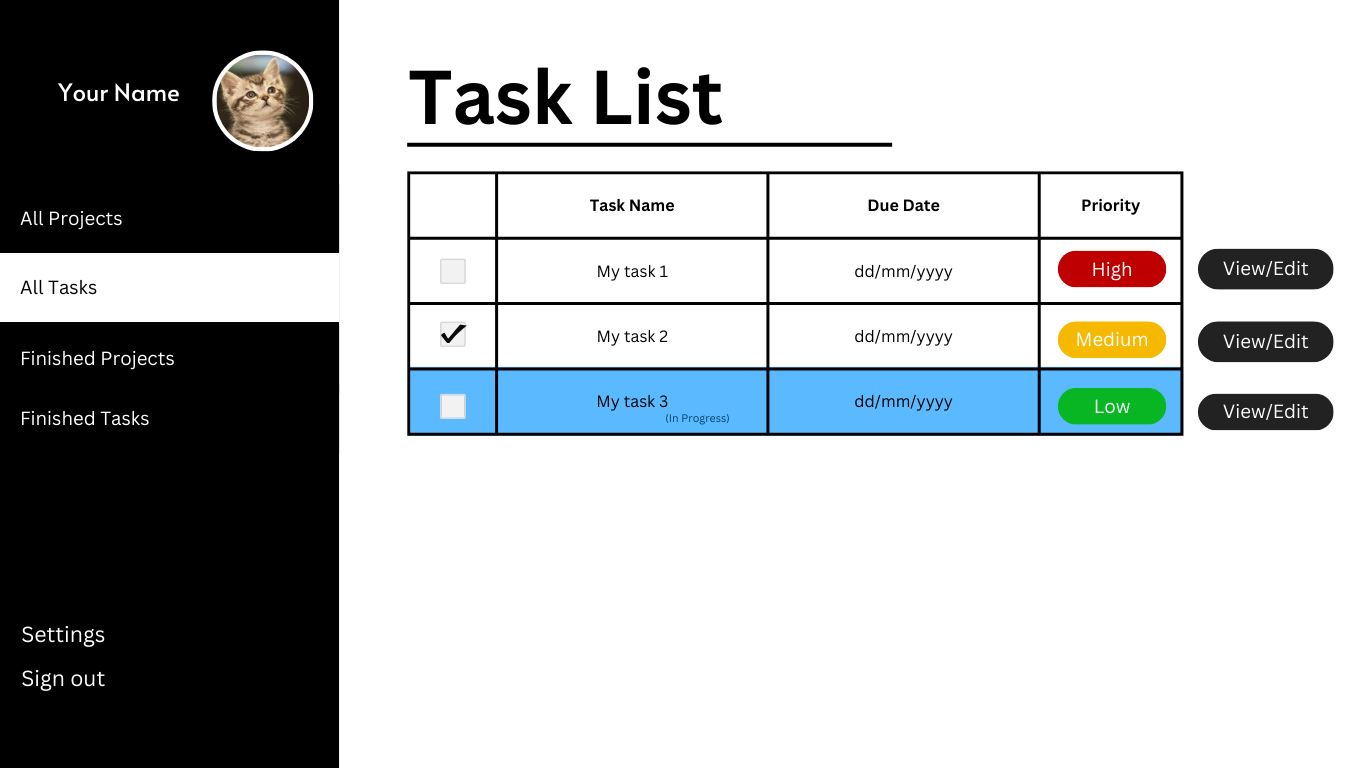 Your Name
All Projects
All Tasks
Finished Projects
Finished Tasks
Settings
Sign out
Task List
Task Name Due Date Priority
My task 1 dd/mm/yyyy High View/Edit
My task 2 dd/mm/yyyy Medium View/Edit
My task 3 dd/mm/yyyy Low View/Edit
(In Progress)